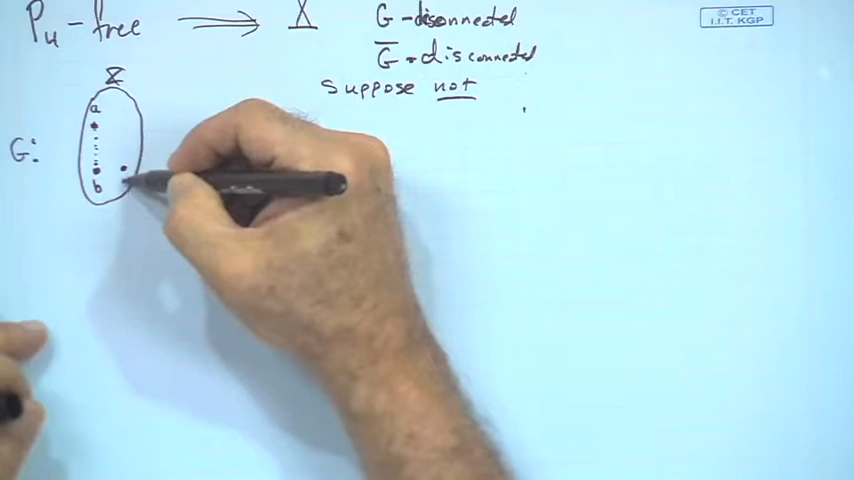 P4-free ⟹ X G-disconnected
G̅ - disconnected
suppose not
X
a
G:
b
© CET
I.I.T. KGP